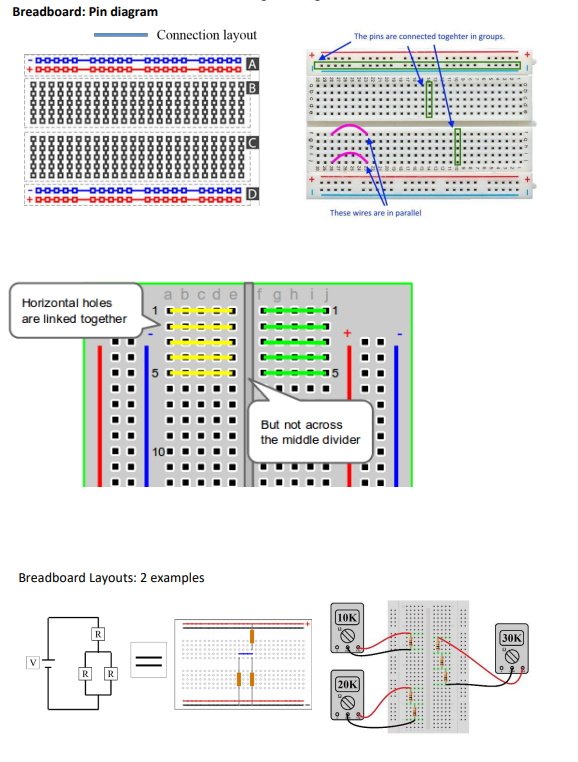 Breadboard: Pin diagram
Connection layout
The pins are connected togehter in groups.
- A
+
B
C
- D
+
+
+
These wires are in parallel
a b c d e f g h i j
Horizontal holes
are linked together
1 1
- + -
5 5
But not across
the middle divider
10
Breadboard Layouts: 2 examples
10K
R
V
R R
30K
20K
+
-